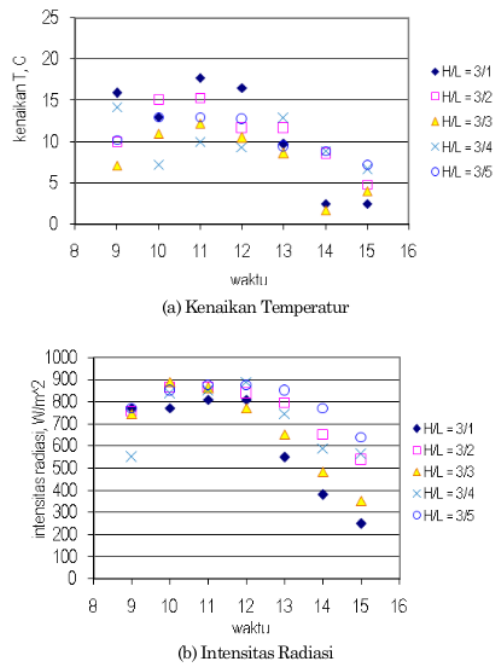 kenaikan T, C
25
20
15
10
5
0
8 9 10 11 12 13 14 15 16
waktu
H/L = 3/1
H/L = 3/2
H/L = 3/3
H/L = 3/4
H/L = 3/5
(a) Kenaikan Temperatur
intensitas radiasi, W/m^2
1000
900
800
700
600
500
400
300
200
100
0
8 9 10 11 12 13 14 15 16
waktu
H/L = 3/1
H/L = 3/2
H/L = 3/3
H/L = 3/4
H/L = 3/5
(b) Intensitas Radiasi